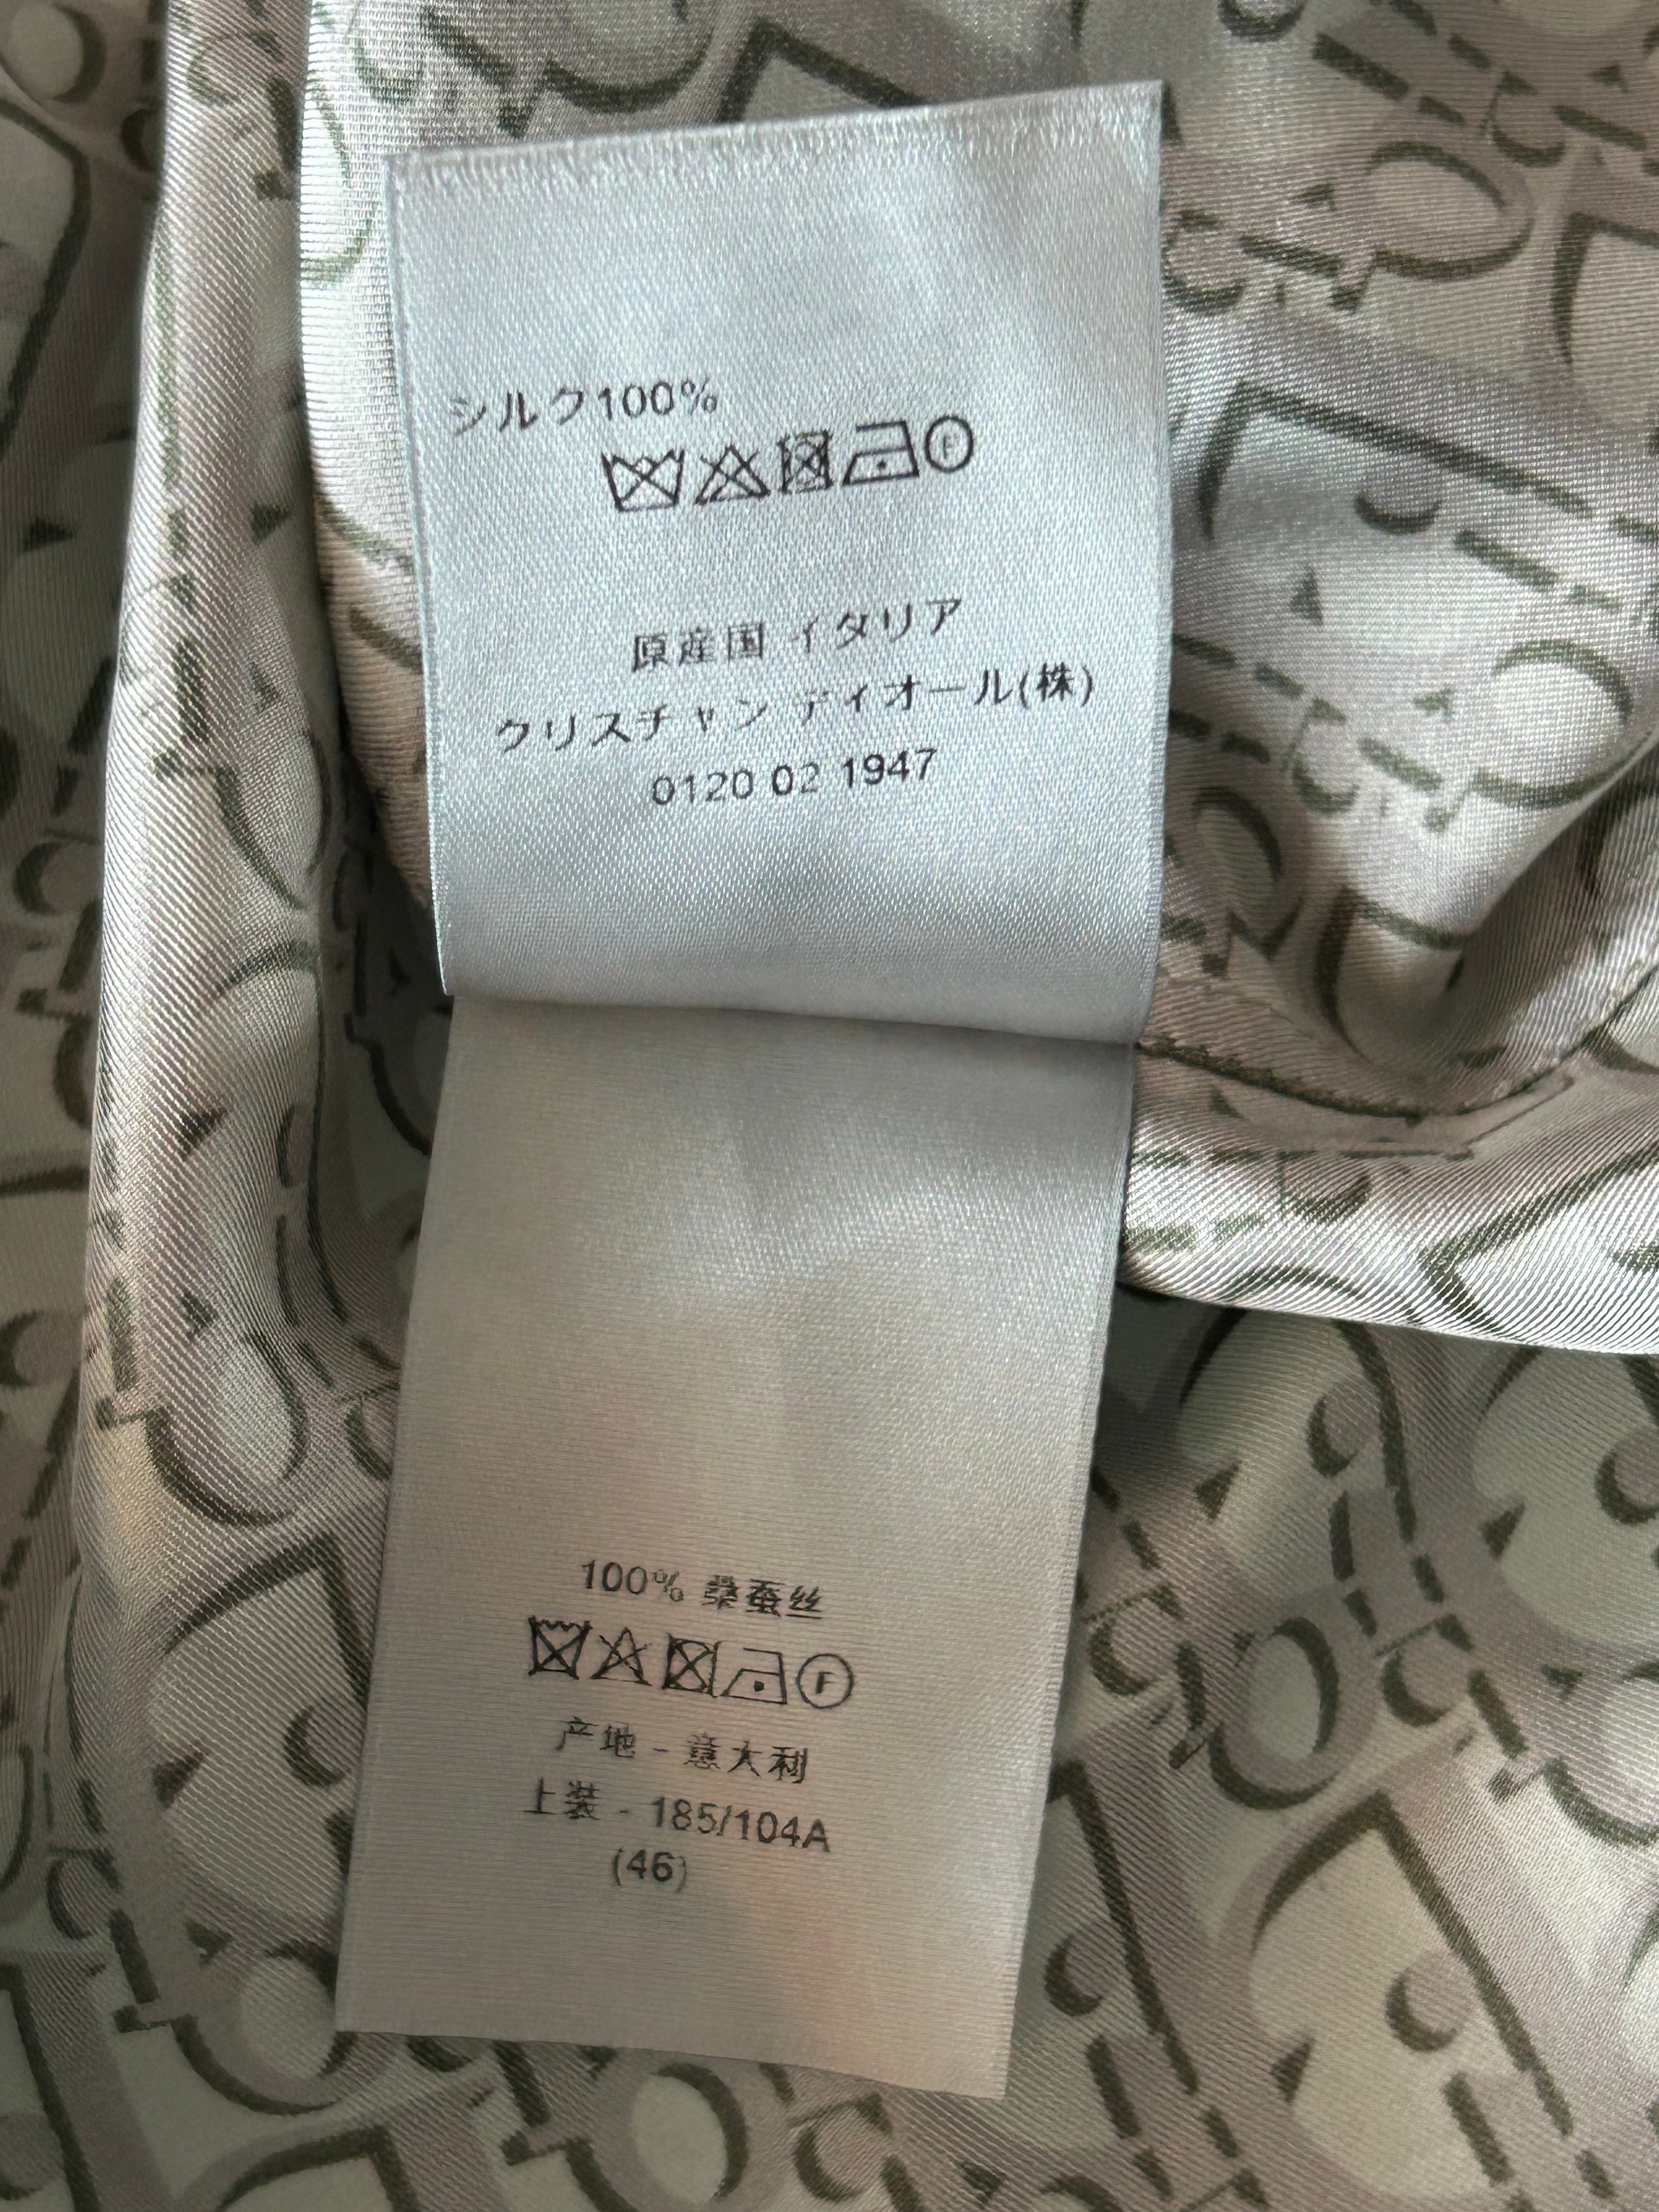 シルク100%
F
原産国 イタリア
クリスチャン ディオール(株)
0120 02 1947
100% 桑蚕丝
F
产地 - 意大利
上装 - 185/104A
(46)